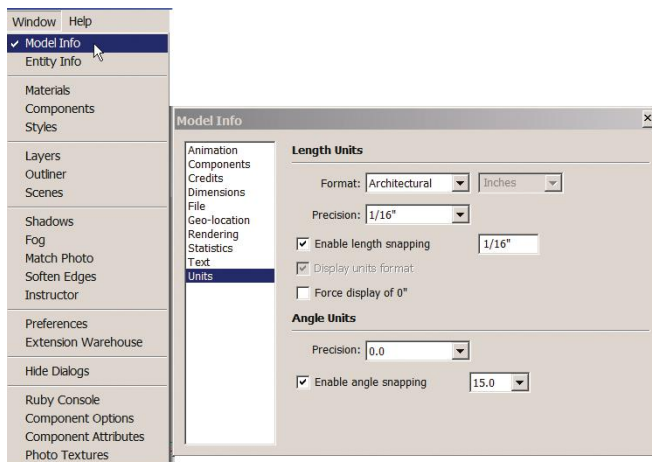 Window Help
Model Info
Entity Info
Materials
Components
Styles
Layers
Outliner
Scenes
Shadows
Fog
Match Photo
Soften Edges
Instructor
Preferences
Extension Warehouse
Hide Dialogs
Ruby Console
Component Options
Component Attributes
Photo Textures
Model Info
Animation
Components
Credits
Dimensions
File
Geo-location
Rendering
Statistics
Text
Units
Length Units
Format: Architectural Inches
Precision: 1/16"
Enable length snapping 1/16"
Display units format
Force display of 0"
Angle Units
Precision: 0.0
Enable angle snapping 15.0